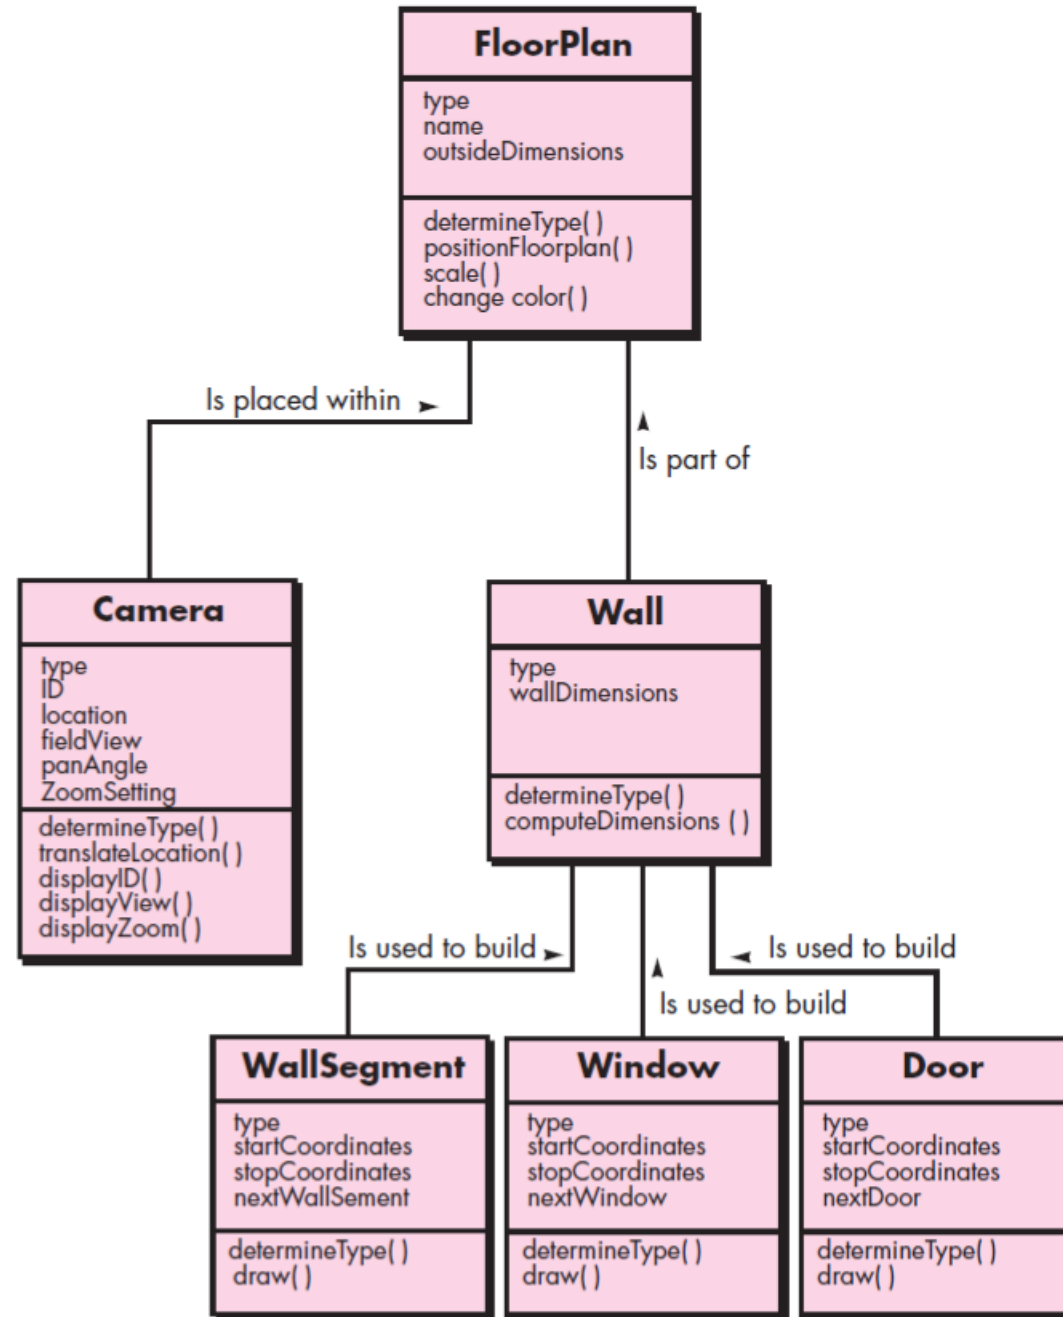 FloorPlan
type
name
outsideDimensions
determineType( )
positionFloorplan( )
scale( )
change color( )
Is placed within
Is part of
Camera
type
ID
location
fieldView
panAngle
ZoomSetting
determineType( )
translateLocation( )
displayID( )
displayView( )
displayZoom( )
Wall
type
wallDimensions
determineType( )
computeDimensions ( )
Is used to build
Is used to build
Is used to build
WallSegment
type
startCoordinates
stopCoordinates
nextWallSement
determineType( )
draw( )
Window
type
startCoordinates
stopCoordinates
nextWindow
determineType( )
draw( )
Door
type
startCoordinates
stopCoordinates
nextDoor
determineType( )
draw( )